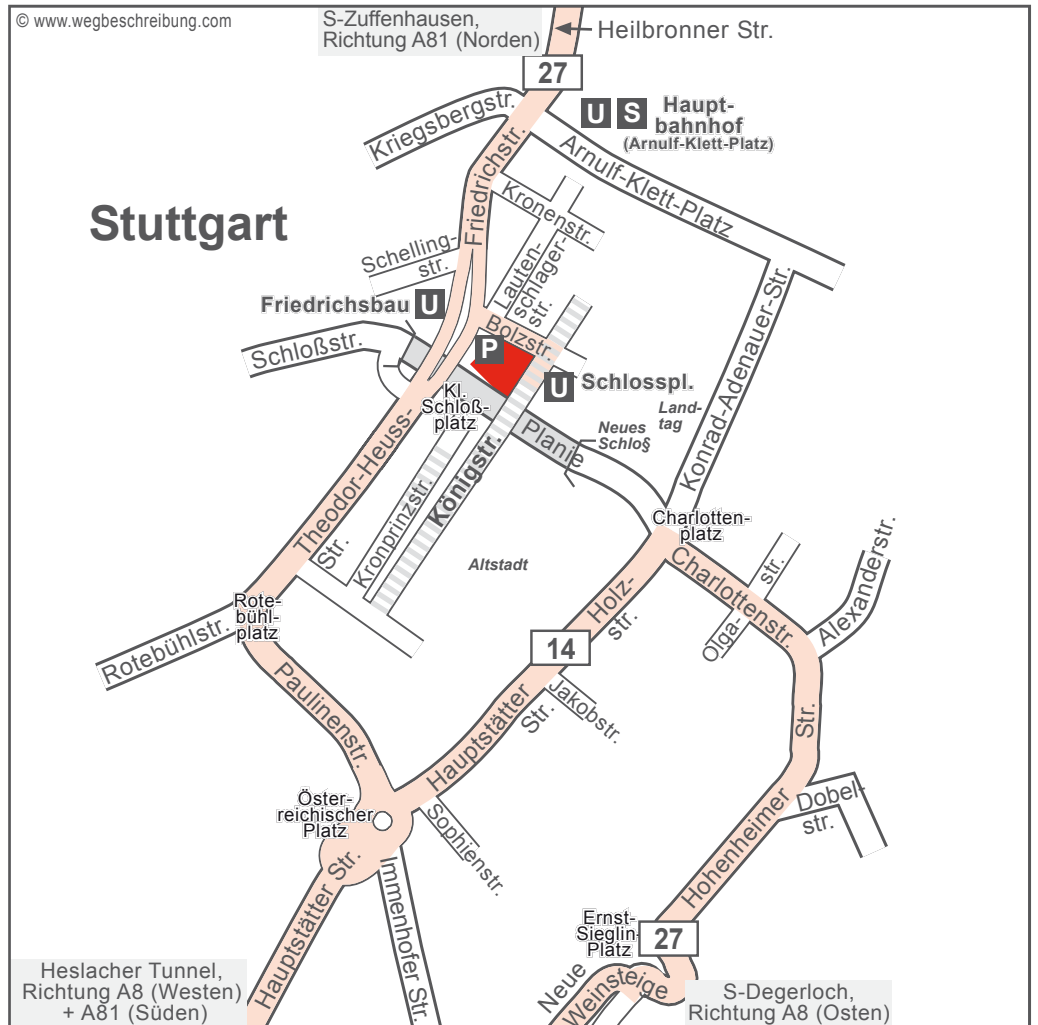 © www.wegbeschreibung.com
S-Zuffenhausen,
Richtung A81 (Norden)
Heilbronner Str.
27
U S
Haupt-
bahnhof
(Arnulf-Klett-Platz)
Kriegsbergstr.
Friedrichstr.
Arnulf-Klett-Platz
Stuttgart
Kronenstr.
Schelling-
str.
Lauten-
schlager-
str.
Friedrichsbau U
Bolzstr.
P
Schloßstr.
U Schlosspl.
Kl.
Schloß-
platz
Land-
tag
Neues
Schlo§
Planie
Konrad-Adenauer-Str.
Theodor-Heuss-
Str.
Kronprinzstr.
Königstr.
Charlotten-
platz
Altstadt
Charlottenstr.
Olga-
str.
Alexanderstr.
Rote-
bühl-
platz
Rotebühlstr.
Holz-
str.
14
Paulinenstr.
Hauptstätter
Str.
Jakobstr.
Str.
Öster-
reichischer
Platz
Sophienstr.
Dobel-
str.
Hohenheimer
Hauptstätter Str.
Immenhofer Str.
Ernst-
Sieglin-
Platz
27
Neue
Weinsteige
Heslacher Tunnel,
Richtung A8 (Westen)
+ A81 (Süden)
S-Degerloch,
Richtung A8 (Osten)